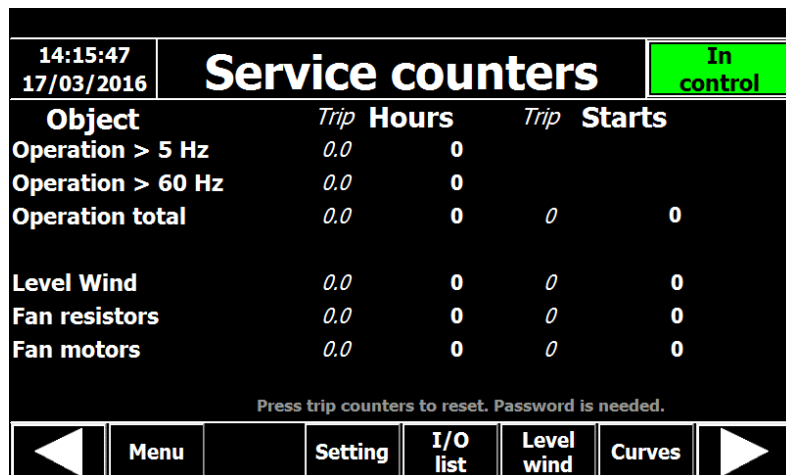 14:15:47
17/03/2016
Service counters
In
control
Object Trip Hours Trip Starts
Operation > 5 Hz 0.0 0
Operation > 60 Hz 0.0 0
Operation total 0.0 0 0 0
Level Wind 0.0 0 0 0
Fan resistors 0.0 0 0 0
Fan motors 0.0 0 0 0
Press trip counters to reset. Password is needed.
Menu
Setting
I/O
list
Level
wind
Curves